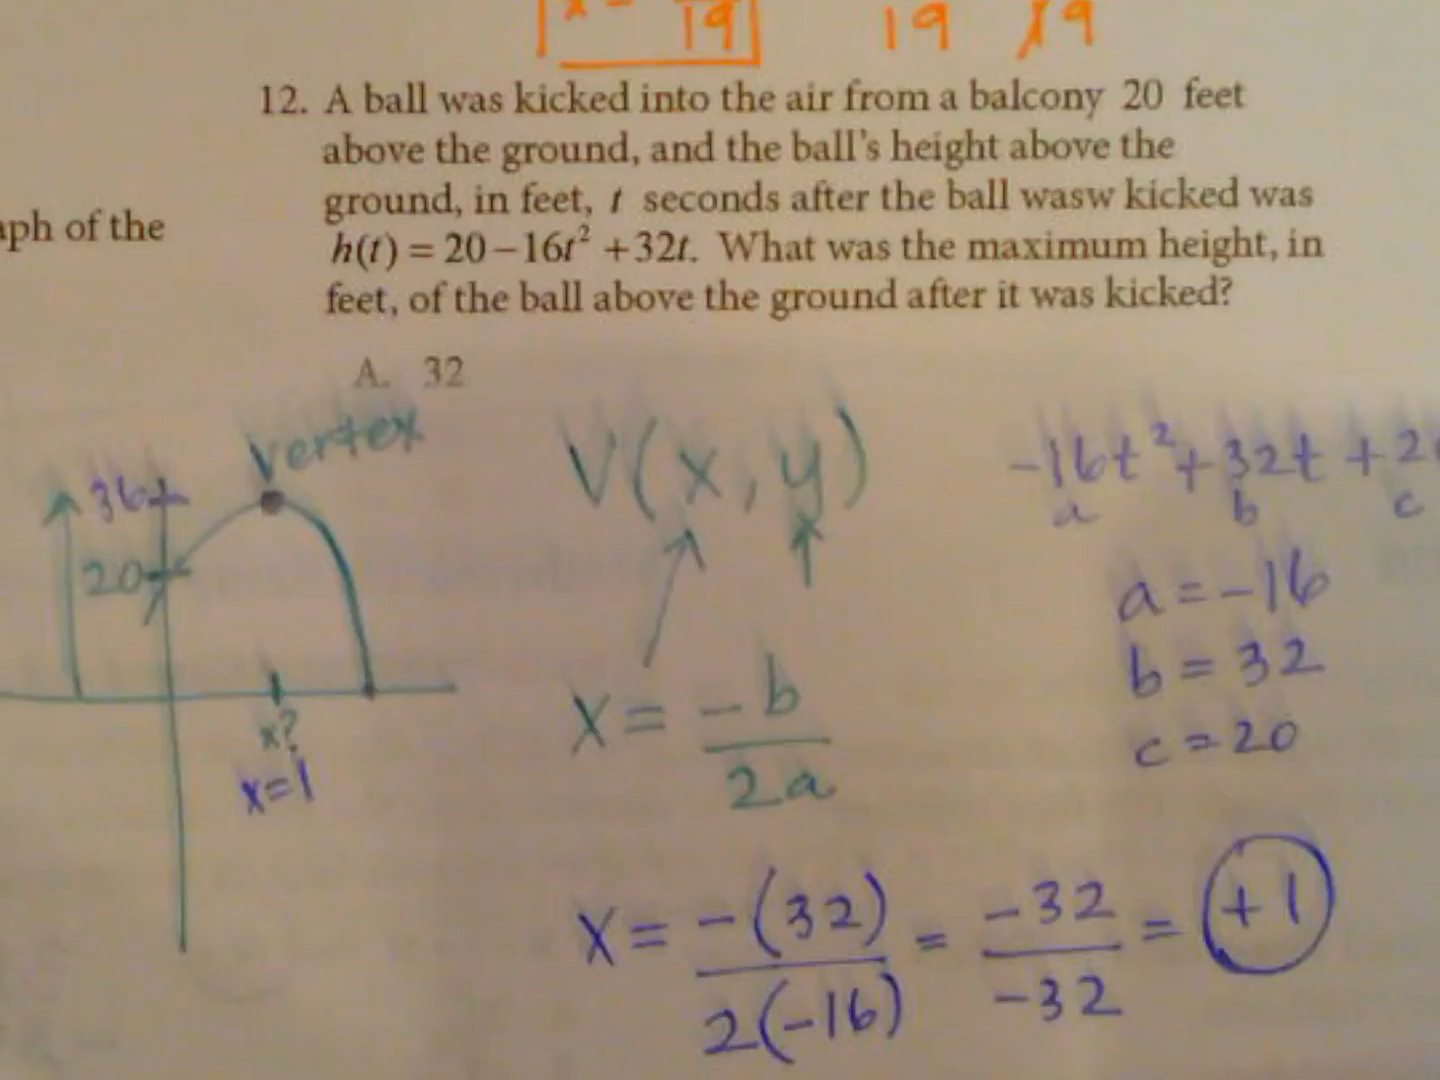 19
19 19
12. A ball was kicked into the air from a balcony 20 feet
above the ground, and the ball's height above the
ground, in feet, t seconds after the ball wasw kicked was
h(t) = 20 – 16t² + 32t. What was the maximum height, in
feet, of the ball above the ground after it was kicked?
aph of the
A. 32
Vertex
36
20
x?
x=1
V(x, y)
x = -b/2a
-16t² + 32t + 2
a b c
a = -16
b = 32
c = 20
x = -(32)/2(-16) = -32/-32 = +1